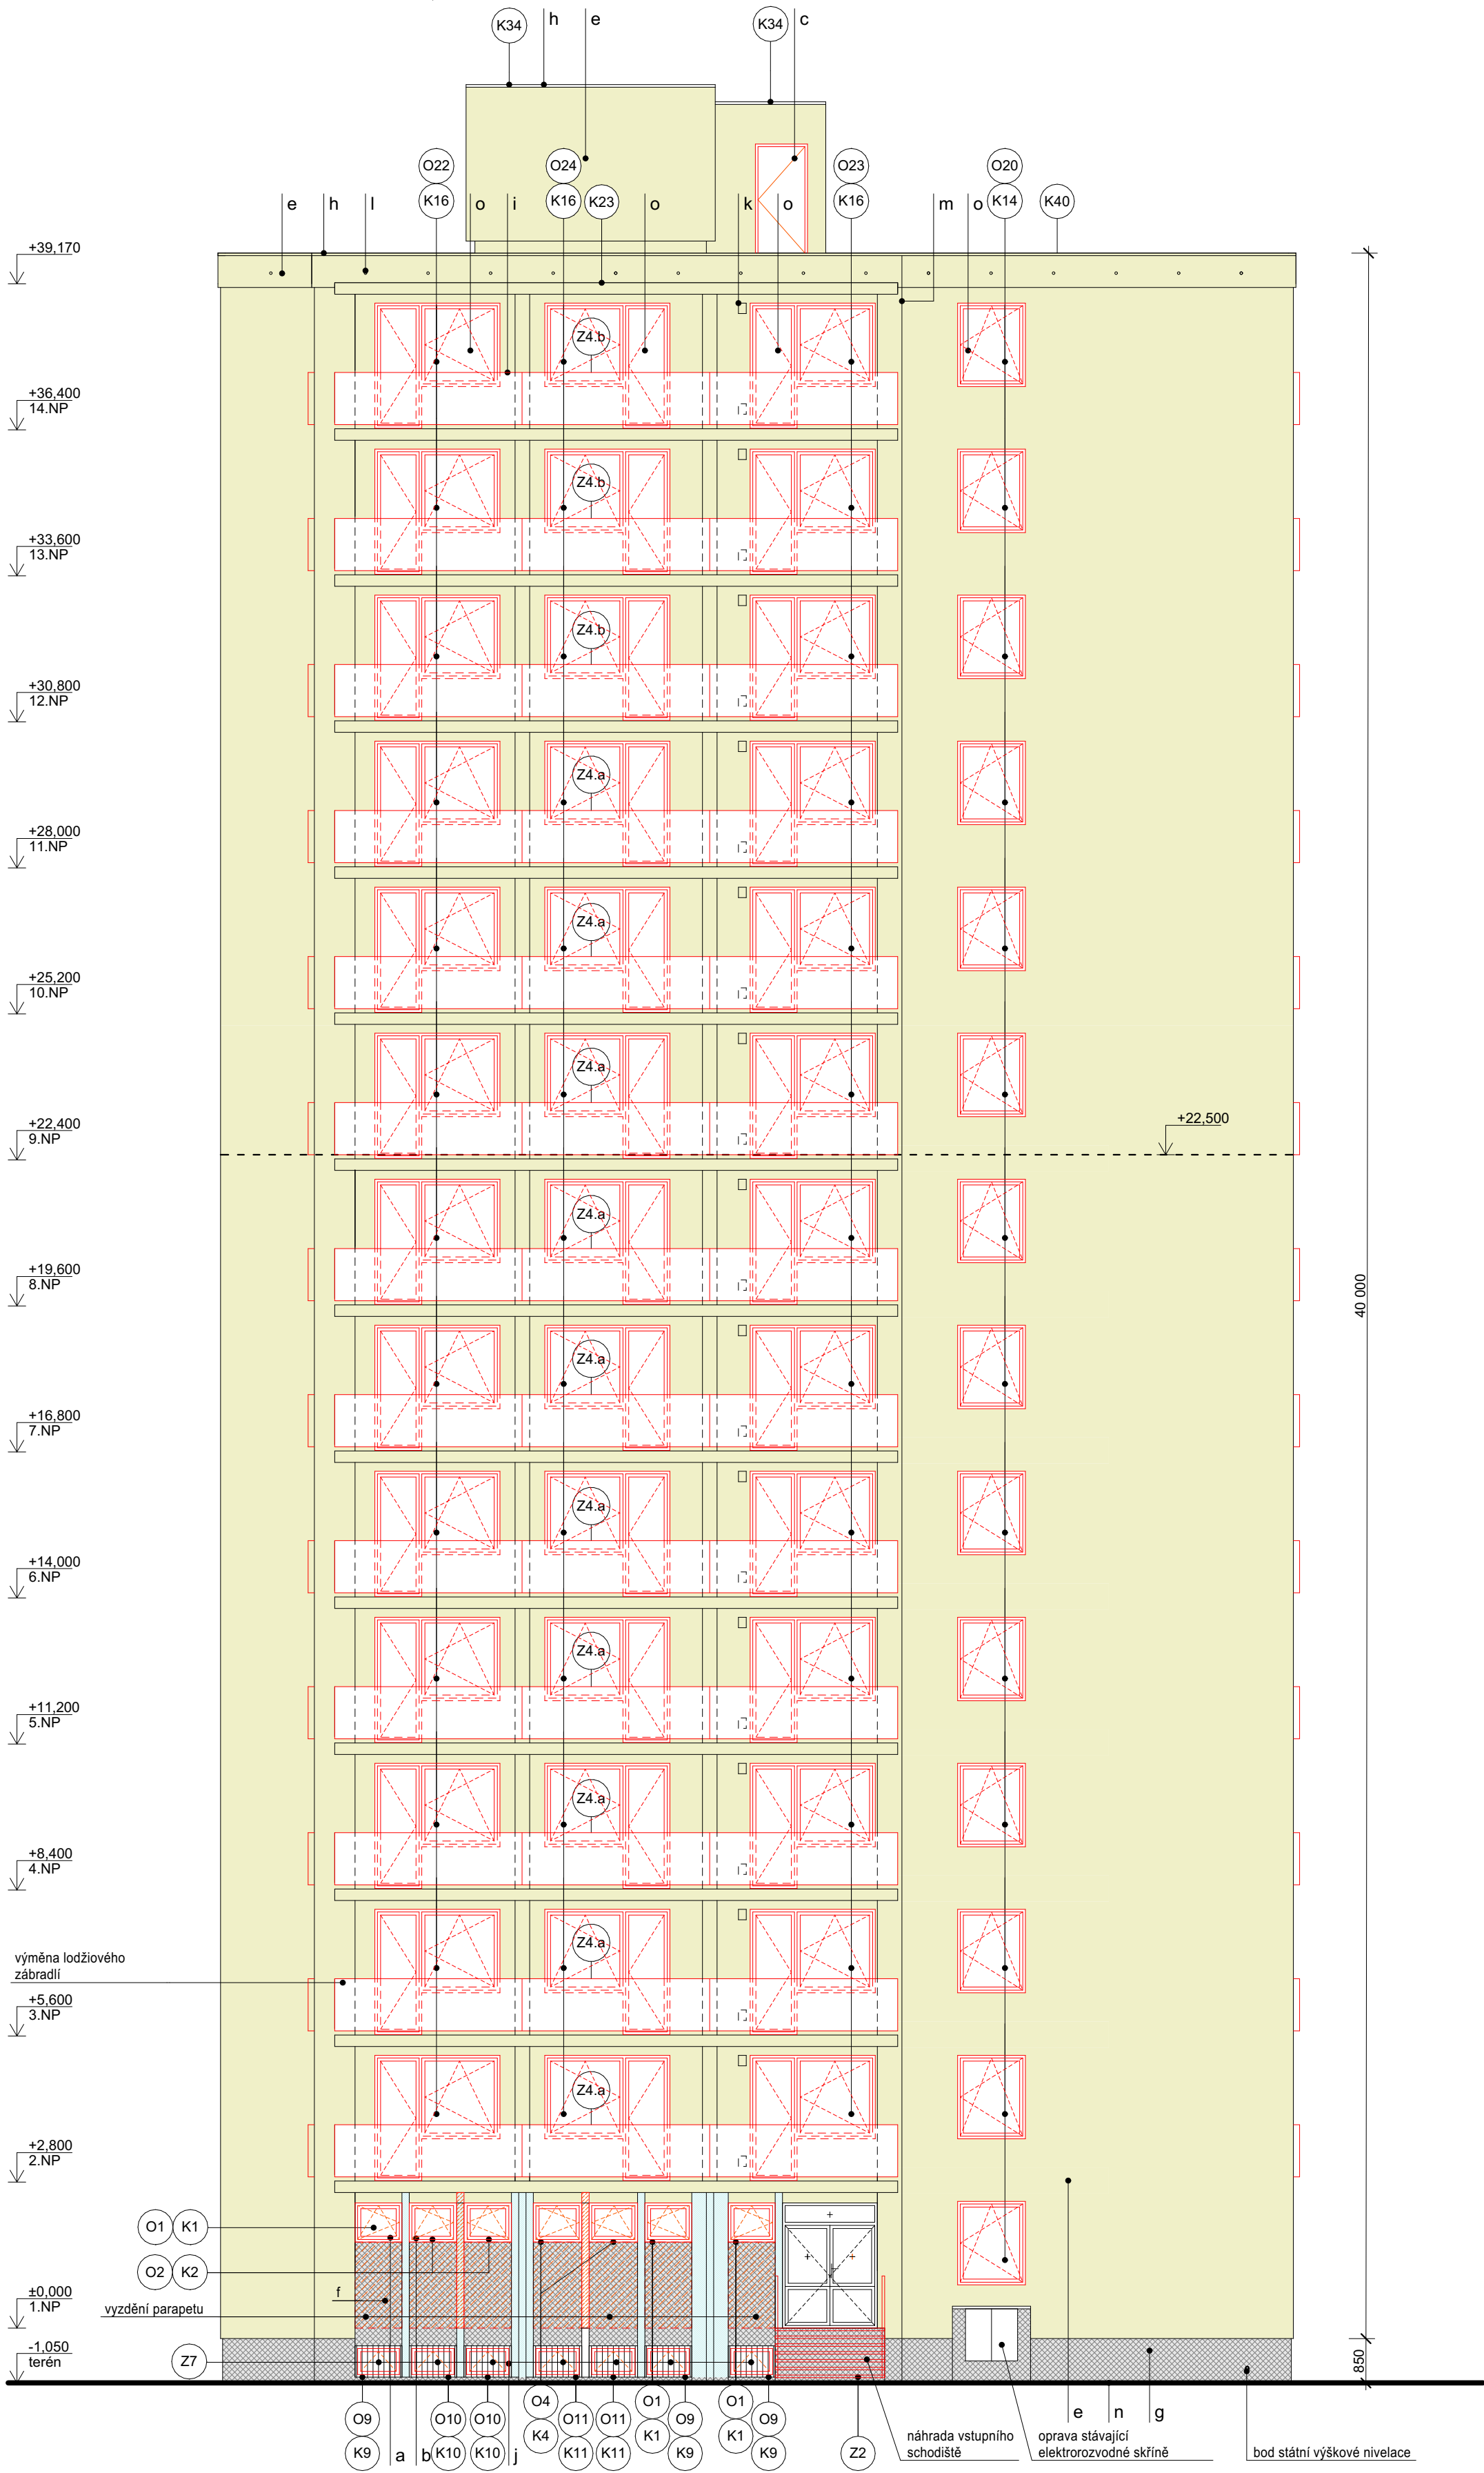 K34
h
e
K34
c
O22
O24
O23
O20
e
h
l
K16
o
i
K16
K23
o
k
o
K16
m
o
K14
K40
+39,170
Z4.b
+36,400
14.NP
Z4.b
+33,600
13.NP
Z4.b
+30,800
12.NP
Z4.a
+28,000
11.NP
Z4.a
+25,200
10.NP
Z4.a
+22,400
9.NP
+22,500
Z4.a
+19,600
8.NP
40 000
Z4.a
+16,800
7.NP
Z4.a
+14,000
6.NP
Z4.a
+11,200
5.NP
Z4.a
+8,400
4.NP
Z4.a
výměna lodžiového
zábradlí
+5,600
3.NP
Z4.a
+2,800
2.NP
O1 K1
O2 K2
±0,000
1.NP
f
vyzdění parapetu
-1,050
terén
Z7
850
O9
K9
a
b
O10
K10
O10
K10
j
O4
K4
O11
K11
O11
K11
O1
K1
O9
K9
O1
K1
O9
K9
Z2
náhrada vstupního
schodiště
oprava stávající
elektrorozvodné skříně
e
n
g
bod státní výškové nivelace